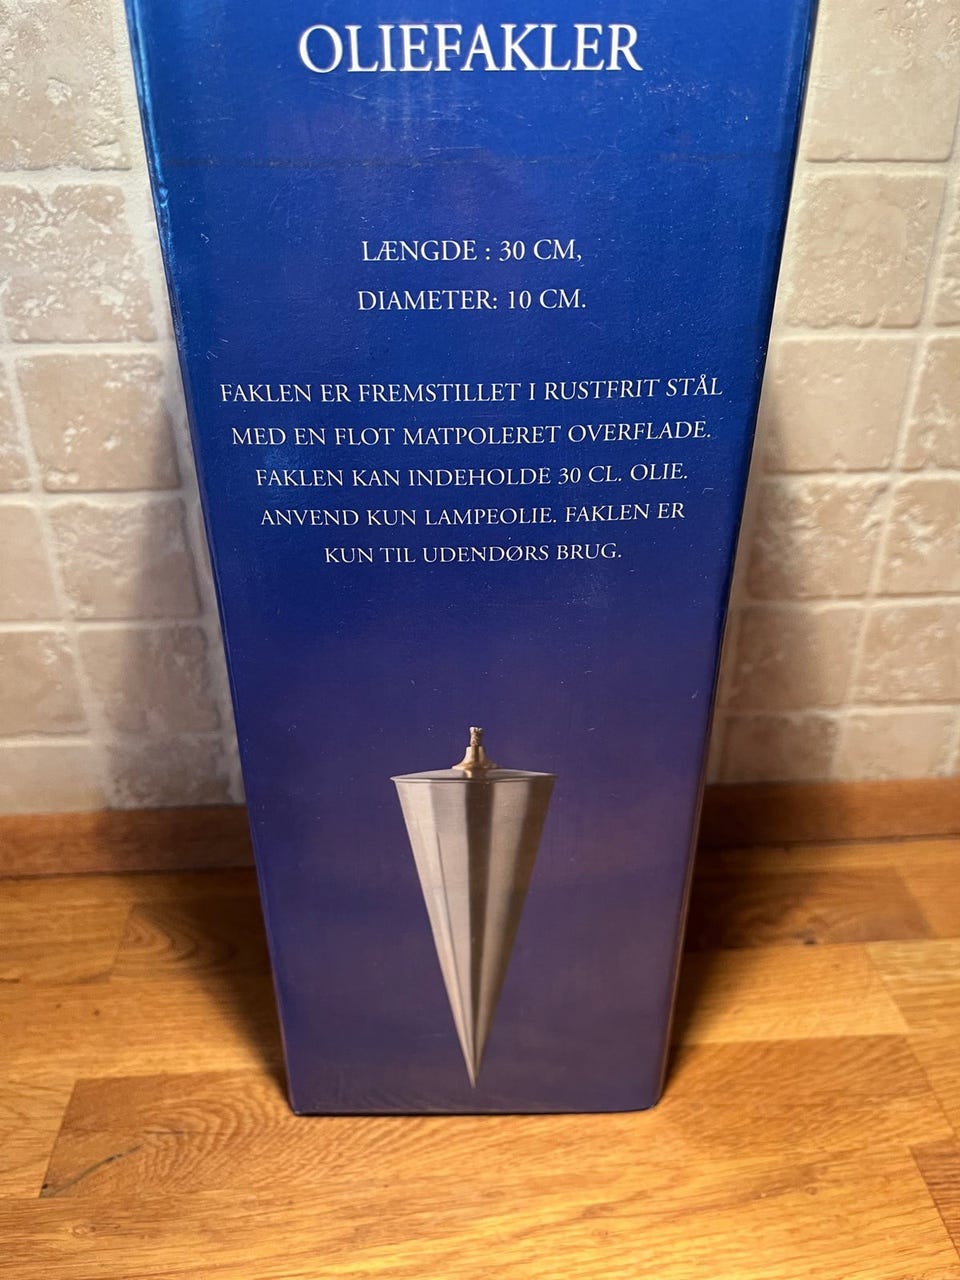 OLIEFAKLER
LÆNGDE : 30 CM,
DIAMETER: 10 CM.
FAKLEN ER FREMSTILLET I RUSTFRIT STÅL
MED EN FLOT MATPOLERET OVERFLADE.
FAKLEN KAN INDEHOLDE 30 CL. OLIE.
ANVEND KUN LAMPEOLIE. FAKLEN ER
KUN TIL UDENDØRS BRUG.